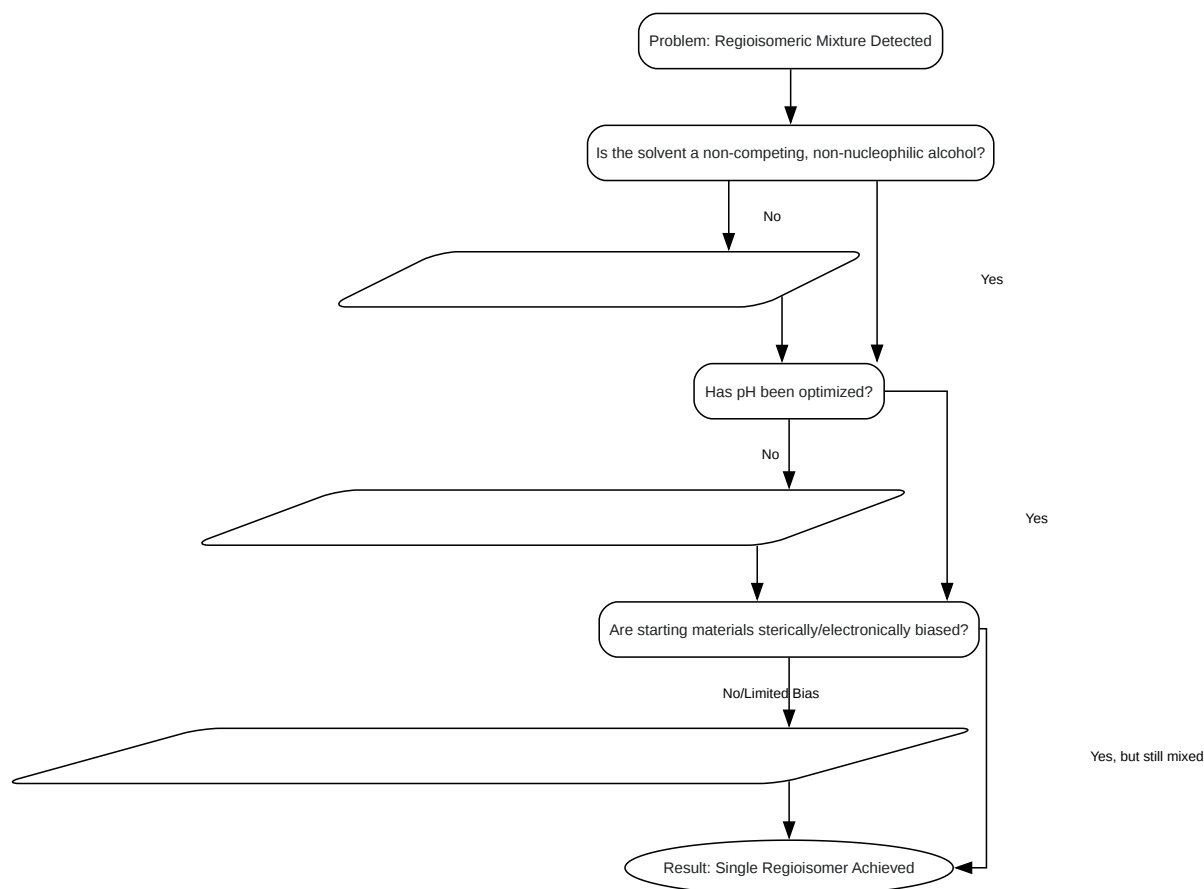 Problem: Regioisomeric Mixture Detected
Is the solvent a non-competing, non-nucleophilic alcohol?
No
Yes
Has pH been optimized?
No
Yes
Are starting materials sterically/electronically biased?
No/Limited Bias
Yes, but still mixed
Result: Single Regioisomer Achieved